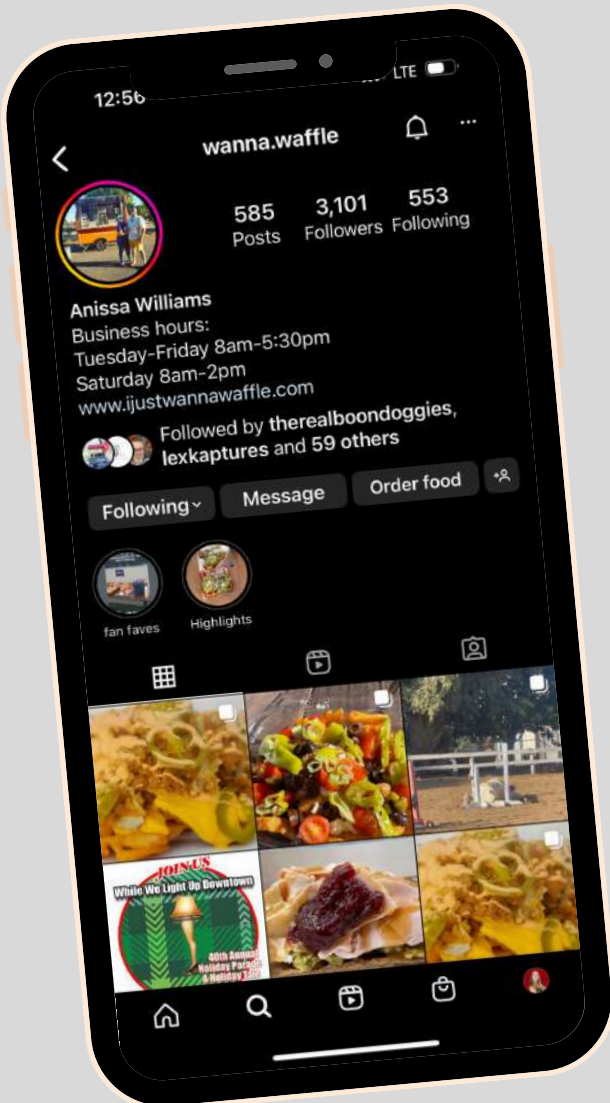 12:56
LTE
wanna.waffle
585 3,101 553
Posts Followers Following
Anissa Williams
Business hours:
Tuesday-Friday 8am-5:30pm
Saturday 8am-2pm
www.ijustwannawaffle.com
Followed by therealboondoggies,
lexkaptures and 59 others
Following Message Order food
fan faves Highlights
JOIN US
While We Light Up Downtown
40th Annual
Holiday Parade
& Holiday